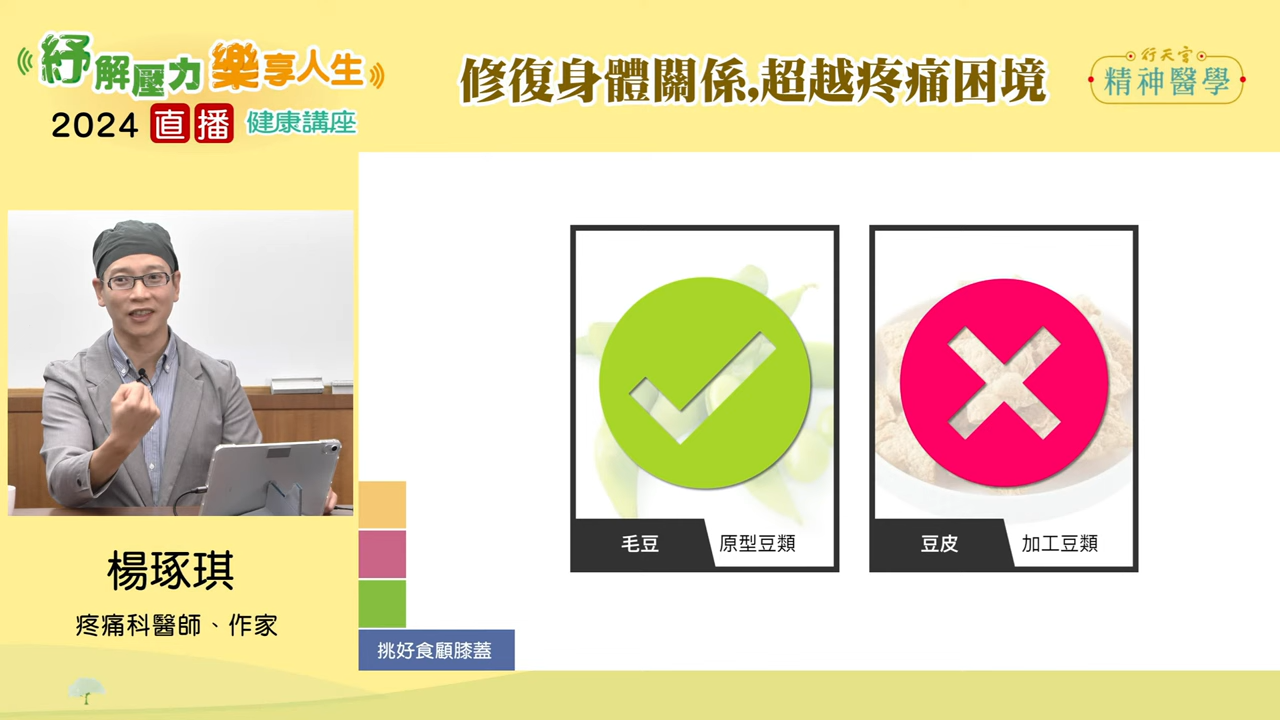 紓解壓力 樂享人生
2024 直播 健康講座
修復身體關係,超越疼痛困境
行天宮
精神醫學
毛豆 原型豆類
豆皮 加工豆類
挑好食顧膝蓋
楊琢琪
疼痛科醫師、作家